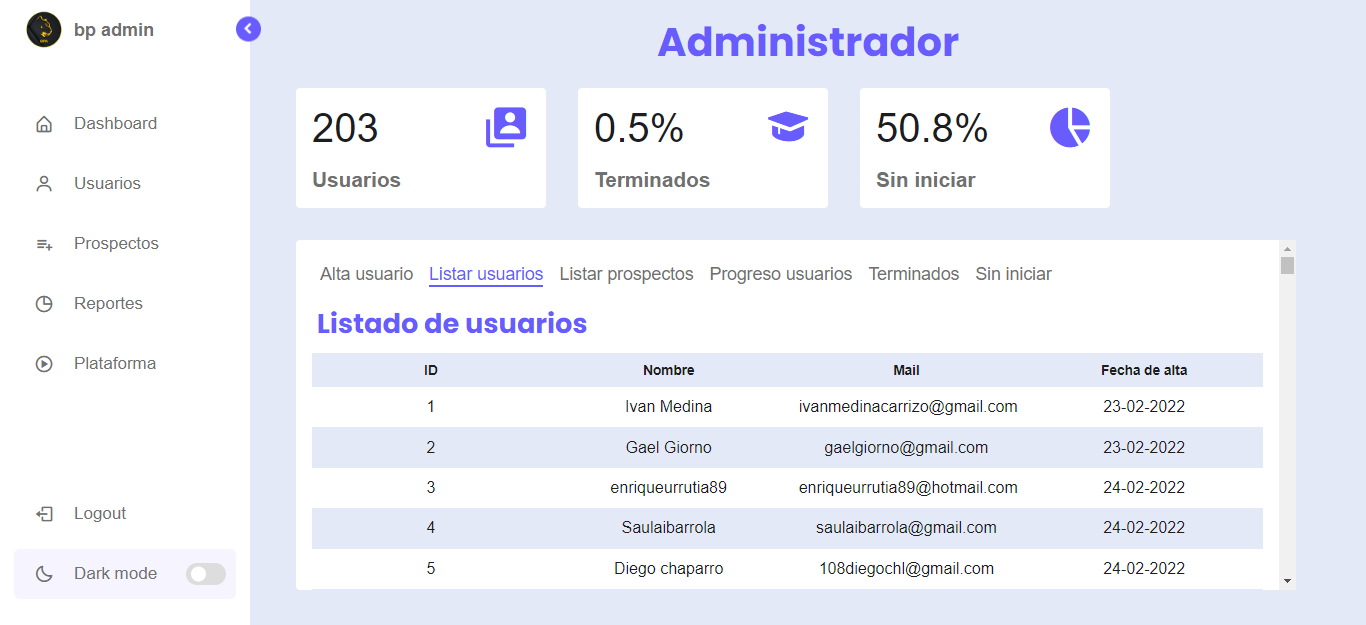 bp admin
Dashboard
Usuarios
Prospectos
Reportes
Plataforma
Logout
Dark mode
Administrador
203
Usuarios
0.5%
Terminados
50.8%
Sin iniciar
Alta usuario Listar usuarios Listar prospectos Progreso usuarios Terminados Sin iniciar
Listado de usuarios
ID Nombre Mail Fecha de alta
1 Ivan Medina ivanmedinacarrizo@gmail.com 23-02-2022
2 Gael Giorno gaelgiorno@gmail.com 23-02-2022
3 enriqueurrutia89 enriqueurrutia89@hotmail.com 24-02-2022
4 Saulaibarrola saulaibarrola@gmail.com 24-02-2022
5 Diego chaparro 108diegochl@gmail.com 24-02-2022